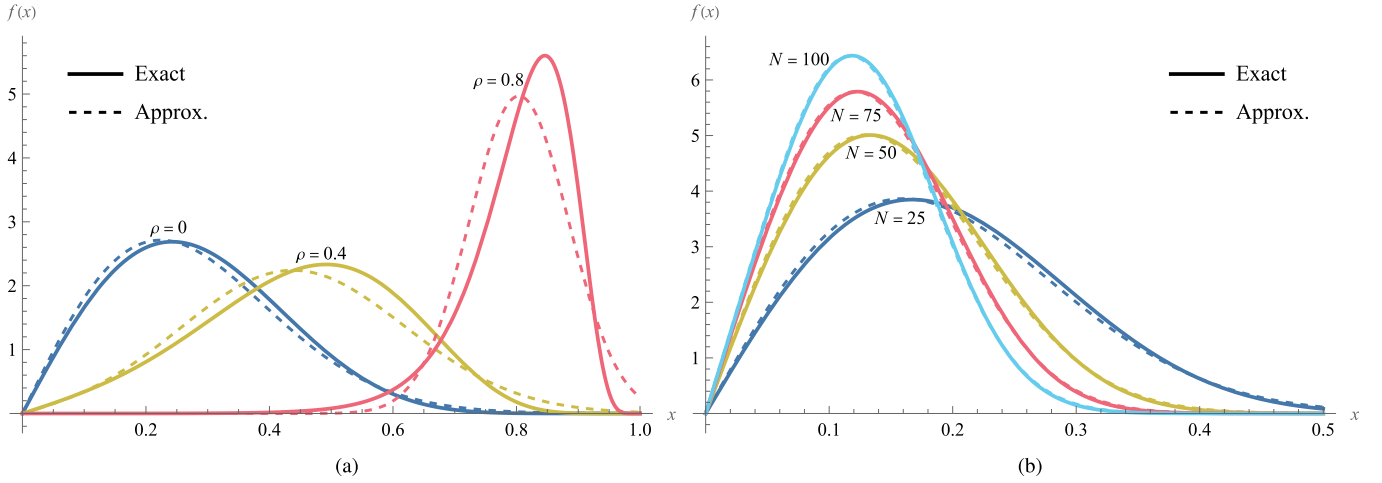 f(x)
Exact
Approx.
ρ = 0
ρ = 0.4
ρ = 0.8
5
4
3
2
1
0.2 0.4 0.6 0.8 1.0 x
(a)
f(x)
Exact
Approx.
N = 100
N = 75
N = 50
N = 25
6
5
4
3
2
1
0.1 0.2 0.3 0.4 0.5 x
(b)